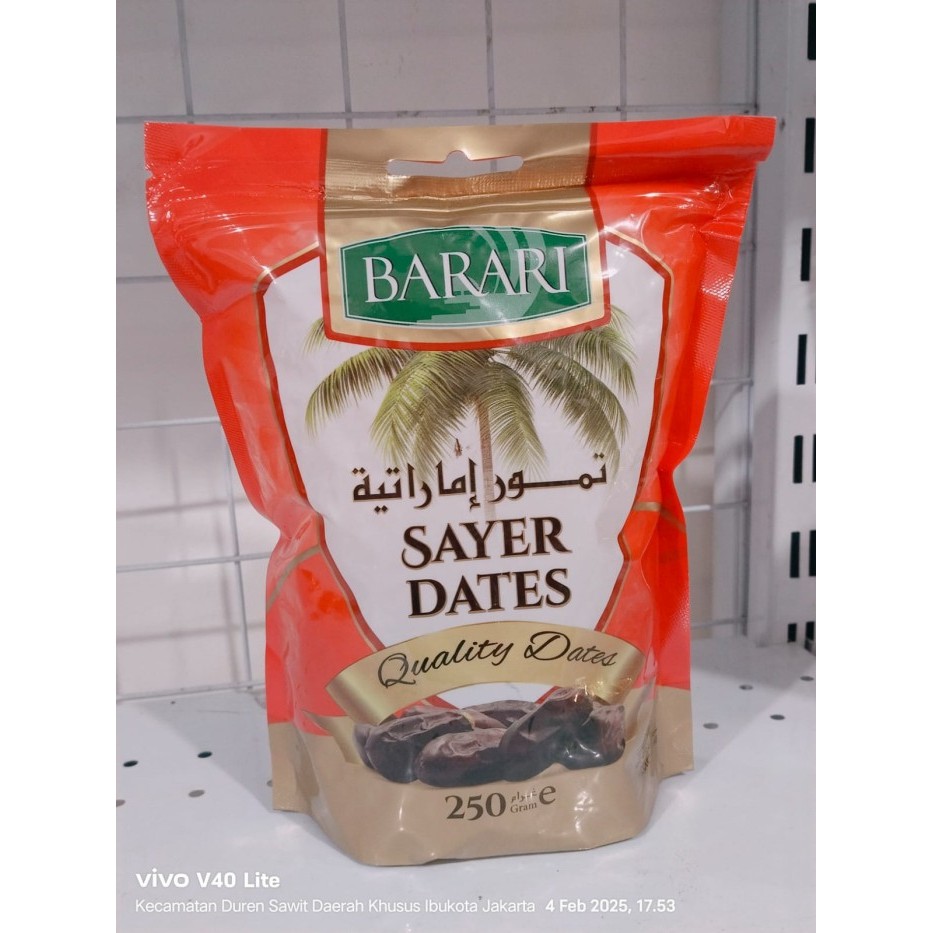 BARARI
تمور إماراتية
SAYER
DATES
Quality Dates
250 غرام Gram e
vivo V40 Lite
Kecamatan Duren Sawit Daerah Khusus Ibukota Jakarta 4 Feb 2025, 17.53